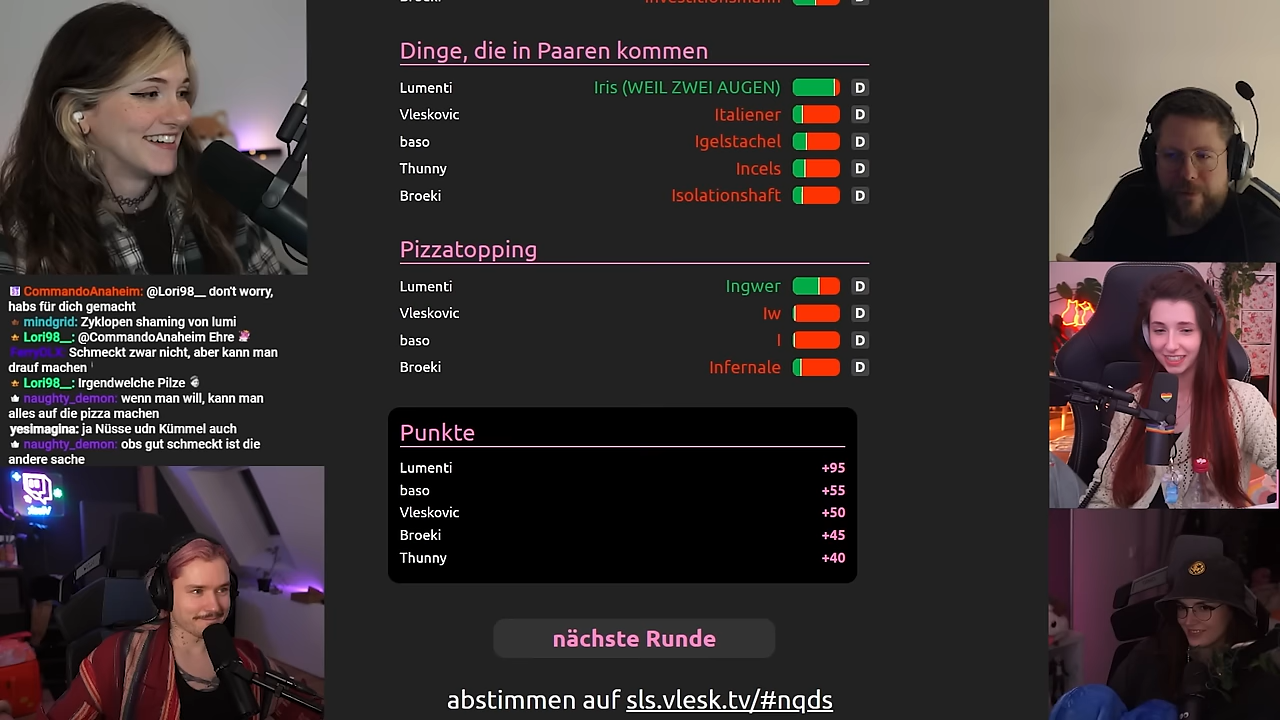 Dinge, die in Paaren kommen
Lumenti Iris (WEIL ZWEI AUGEN) D
Vleskovic Italiener D
baso Igelstachel D
Thunny Incels D
Broeki Isolationshaft D
Pizzatopping
Lumenti Ingwer D
Vleskovic Iw D
baso I D
Broeki Infernale D
Punkte
Lumenti +95
baso +55
Vleskovic +50
Broeki +45
Thunny +40
nächste Runde
abstimmen auf sls.vlesk.tv/#nqds
CommandoAnaheim: @Lori98__ don't worry,
habs für dich gemacht
mindgrid: Zyklopen shaming von lumi
Lori98__: @CommandoAnaheim Ehre
Schmeckt zwar nicht, aber kann man
drauf machen
Lori98__: Irgendwelche Pilze
naughty_demon: wenn man will, kann man
alles auf die pizza machen
yesimagina: ja Nüsse udn Kümmel auch
naughty_demon: obs gut schmeckt ist die
andere sache